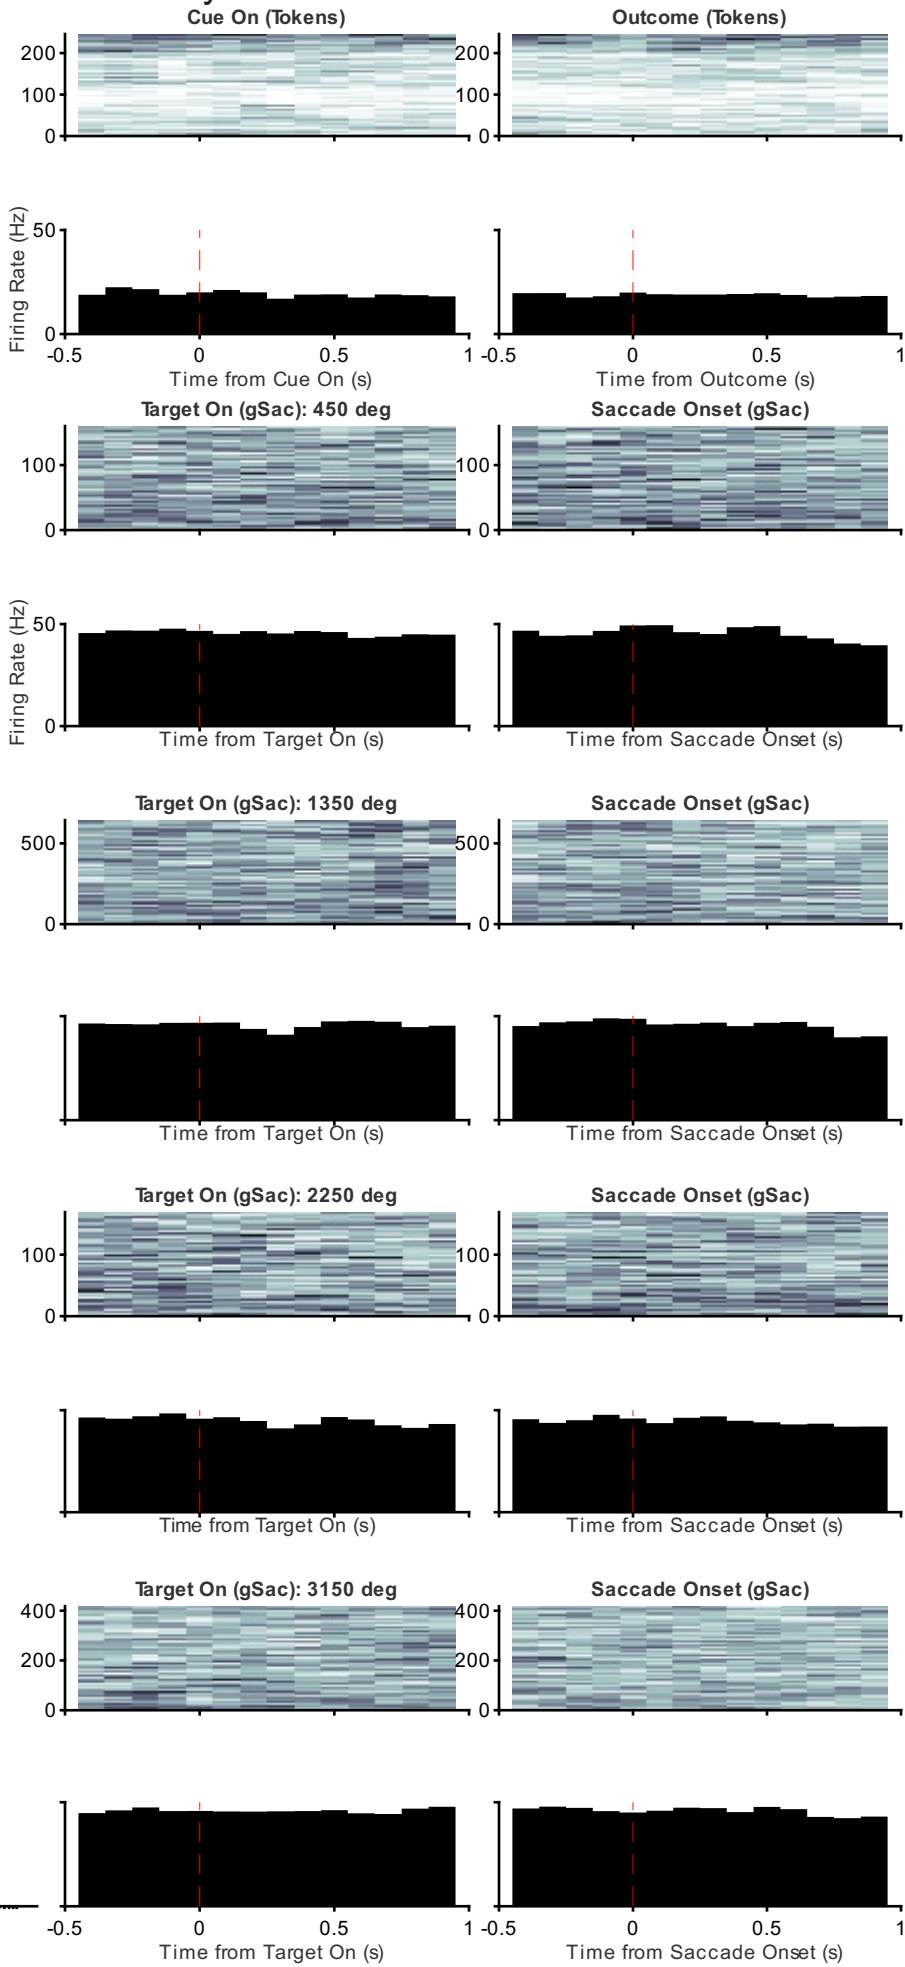 Cue On (Tokens) Outcome (Tokens)
200 200
100 100
0 0
Firing Rate (Hz)
50
0
-0.5 0 0.5 1 -0.5 0 0.5 1
Time from Cue On (s) Time from Outcome (s)
Target On (gSac): 450 deg Saccade Onset (gSac)
100 100
0 0
Firing Rate (Hz)
50
0
Time from Target On (s) Time from Saccade Onset (s)
Target On (gSac): 1350 deg Saccade Onset (gSac)
500 500
0 0
Time from Target On (s) Time from Saccade Onset (s)
Target On (gSac): 2250 deg Saccade Onset (gSac)
100 100
0 0
Time from Target On (s) Time from Saccade Onset (s)
Target On (gSac): 3150 deg Saccade Onset (gSac)
400 400
200 200
0 0
-0.5 0 0.5 1 -0.5 0 0.5 1
Time from Target On (s) Time from Saccade Onset (s)